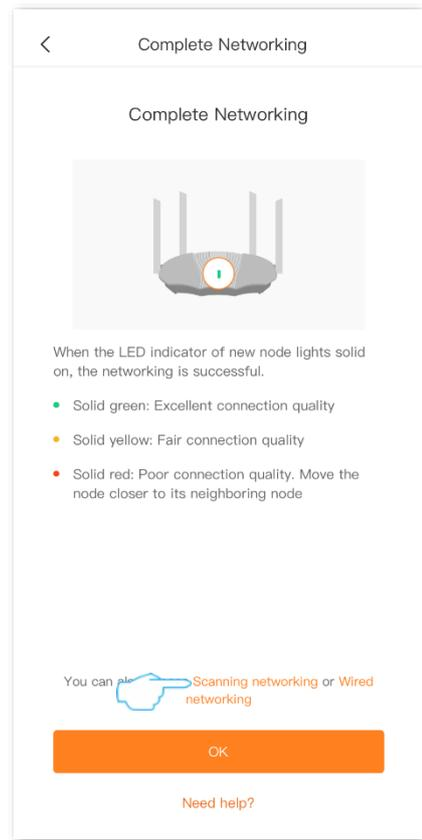 Complete Networking
Complete Networking
When the LED indicator of new node lights solid
on, the networking is successful.
Solid green: Excellent connection quality
Solid yellow: Fair connection quality
Solid red: Poor connection quality. Move the
node closer to its neighboring node
You can Scanning networking or Wired
networking
OK
Need help?